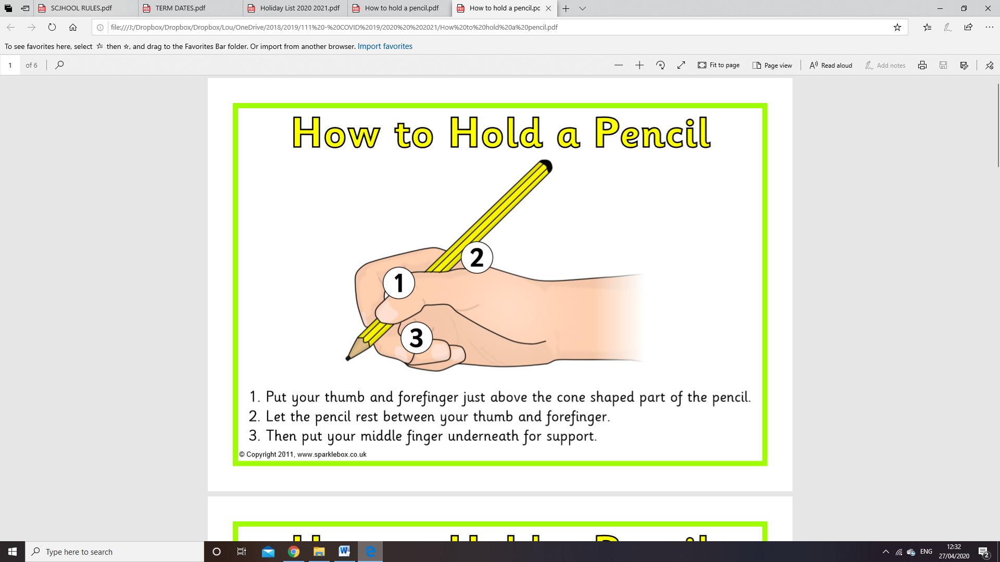 SCJHOOL RULES.pdf
TERM DATES.pdf
Holiday List 2020 2021.pdf
How to hold a pencil.pdf
How to hold a pencil.pc
file:///J:/Dropbox/Dropbox/Dropbox/Lou/OneDrive/2018/2019/111%20-%20COVID%2019/2020%20%202021/How%20to%20hold%20a%20pencil.pdf
To see favorites here, select then ☆, and drag to the Favorites Bar folder. Or import from another browser. Import favorites
1 of 6
Fit to page
Page view
Read aloud
Add notes
How to Hold a Pencil
2
1
3
1. Put your thumb and forefinger just above the cone shaped part of the pencil.
2. Let the pencil rest between your thumb and forefinger.
3. Then put your middle finger underneath for support.
© Copyright 2011, www.sparklebox.co.uk
Type here to search
ENG
12:32
27/04/2020
2